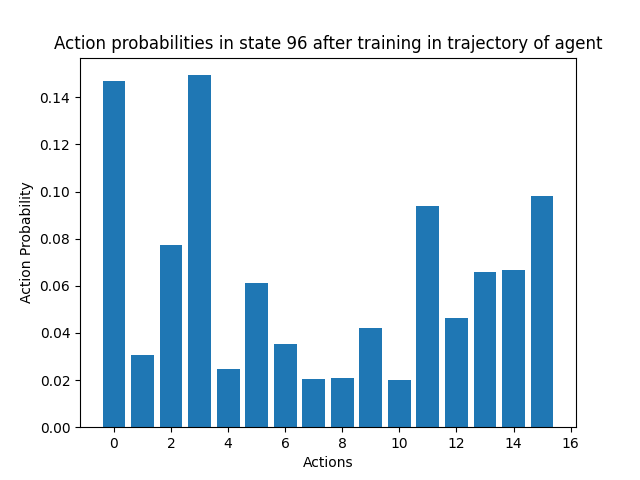 Action probabilities in state 96 after training in trajectory of agent
Action Probability
0.14
0.12
0.10
0.08
0.06
0.04
0.02
0.00
0 2 4 6 8 10 12 14 16
Actions